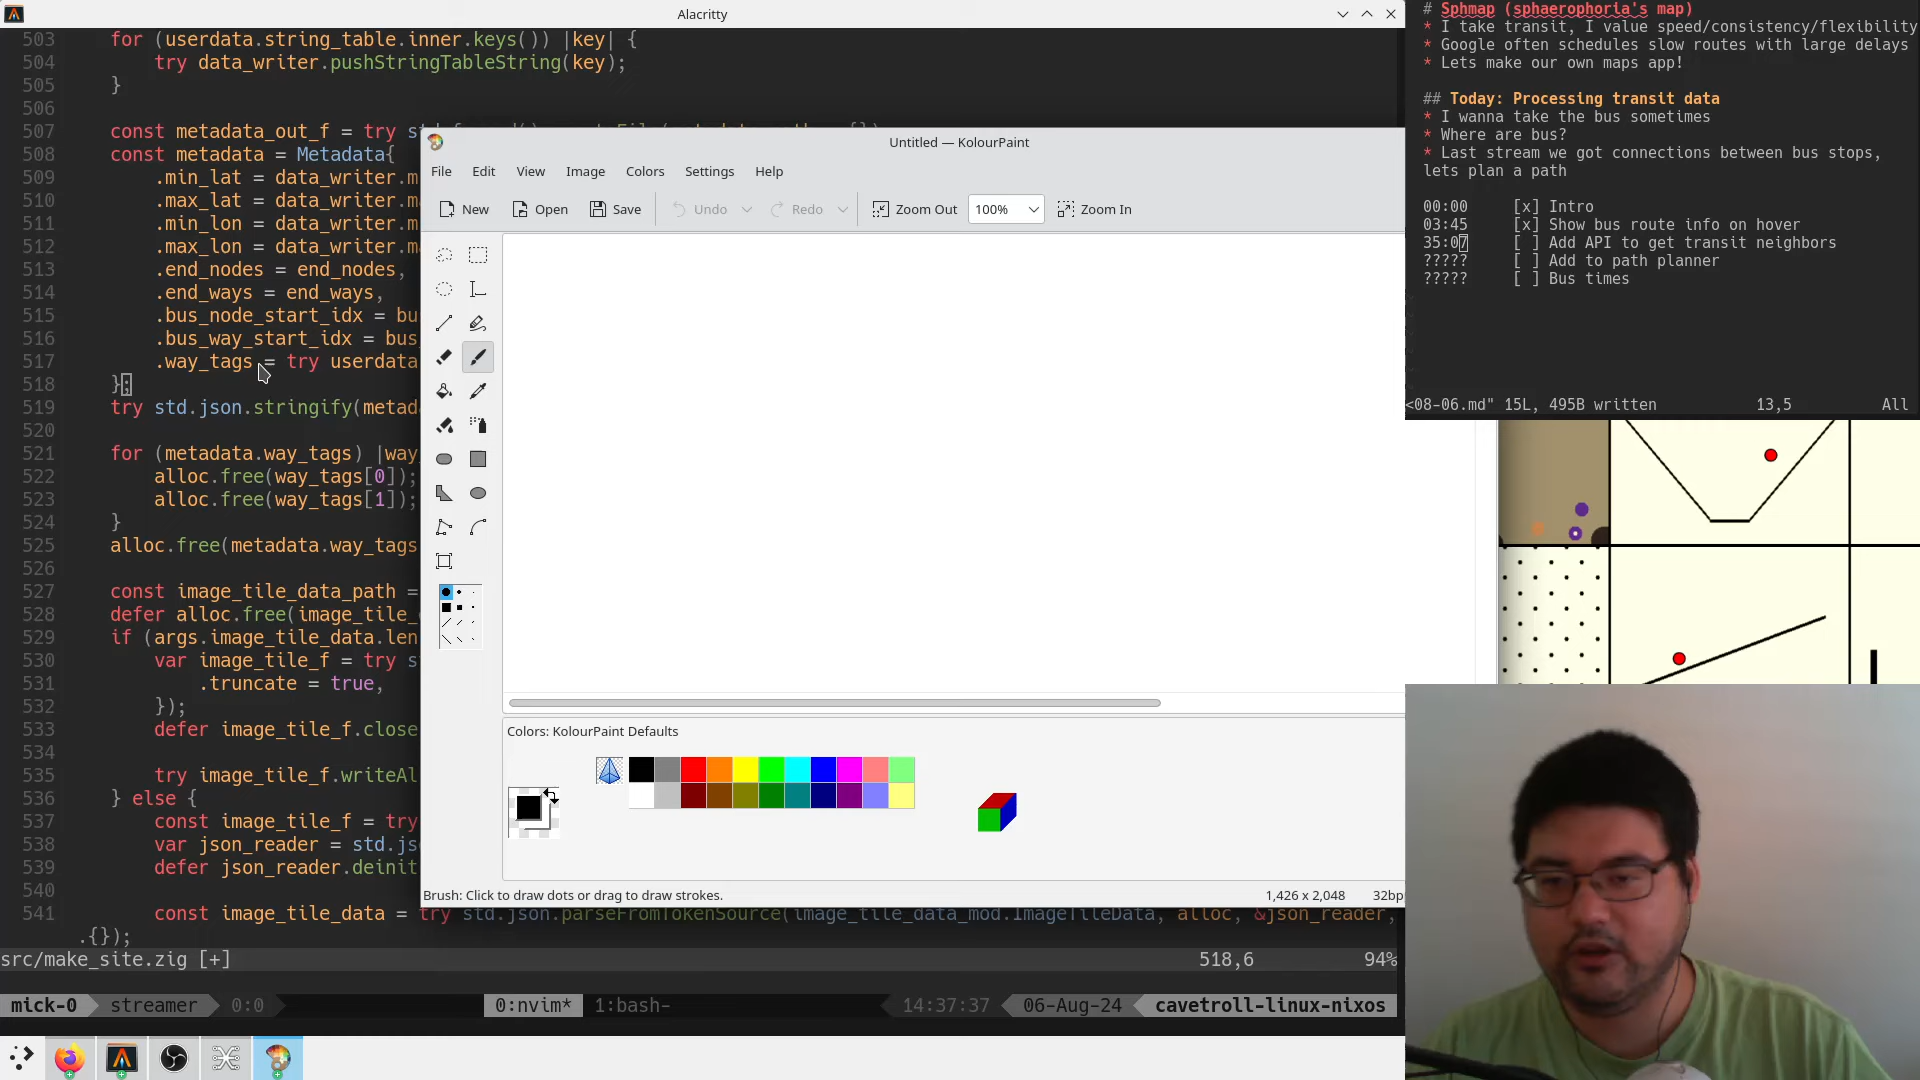 Alacritty
503 for (userdata.string_table.inner.keys()) |key| {
504 try data_writer.pushStringTableString(key);
505 }
506
507 const metadata_out_f = try st
508 const metadata = Metadata{
509 .min_lat = data_writer.m
510 .max_lat = data_writer.ma
511 .min_lon = data_writer.m
512 .max_lon = data_writer.ma
513 .end_nodes = end_nodes,
514 .end_ways = end_ways,
515 .bus_node_start_idx = bu
516 .bus_way_start_idx = bus
517 .way_tags = try userdata
518 };
519 try std.json.stringify(metad
520
521 for (metadata.way_tags) |way
522 alloc.free(way_tags[0]);
523 alloc.free(way_tags[1]);
524 }
525 alloc.free(metadata.way_tags
526
527 const image_tile_data_path =
528 defer alloc.free(image_tile_
529 if (args.image_tile_data.len
530 var image_tile_f = try s
531 .truncate = true,
532 });
533 defer image_tile_f.close
534
535 try image_tile_f.writeAl
536 } else {
537 const image_tile_f = try
538 var json_reader = std.js
539 defer json_reader.deinit
540
541 const image_tile_data = try std.json.parseFromTokenSource(image_tile_data_mod.ImageTileData, alloc, &json_reader,
.{});
src/make_site.zig [+] 518,6 94%
mick-0 streamer 0:0 0:nvim* 1:bash- 14:37:37 06-Aug-24 cavetroll-linux-nixos
Untitled — KolourPaint
File Edit View Image Colors Settings Help
New Open Save Undo Redo Zoom Out 100% Zoom In
Colors: KolourPaint Defaults
Brush: Click to draw dots or drag to draw strokes. 1,426 x 2,048 32bp
# Sphmap (sphaerophoria's map)
* I take transit, I value speed/consistency/flexibility
* Google often schedules slow routes with large delays
* Lets make our own maps app!
## Today: Processing transit data
* I wanna take the bus sometimes
* Where are bus?
* Last stream we got connections between bus stops,
lets plan a path
00:00 [x] Intro
03:45 [x] Show bus route info on hover
35:07 [ ] Add API to get transit neighbors
????? [ ] Add to path planner
????? [ ] Bus times
<08-06.md" 15L, 495B written 13,5 All